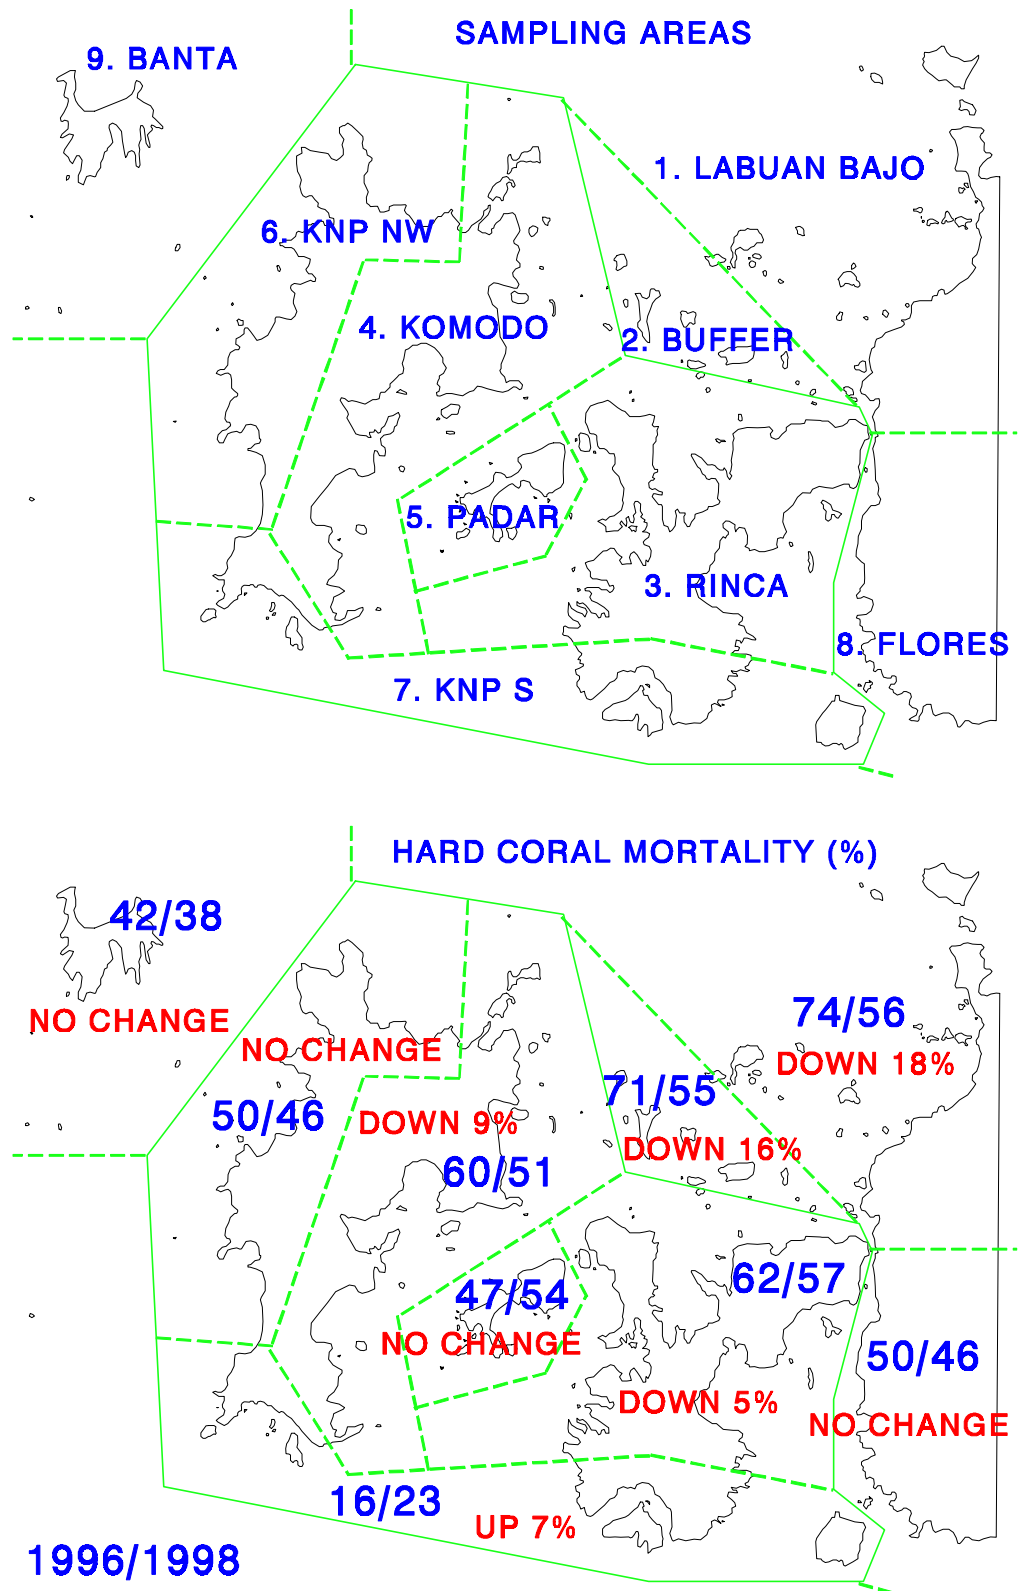 SAMPLING AREAS
9. BANTA
1. LABUAN BAJO
6. KNP NW
4. KOMODO
2. BUFFER
5. PADAR
3. RINCA
8. FLORES
7. KNP S
HARD CORAL MORTALITY (%)
42/38
NO CHANGE
74/56
DOWN 18%
NO CHANGE
50/46
71/55
DOWN 16%
DOWN 9%
60/51
62/57
47/54
NO CHANGE
50/46
DOWN 5%
NO CHANGE
16/23
UP 7%
1996/1998